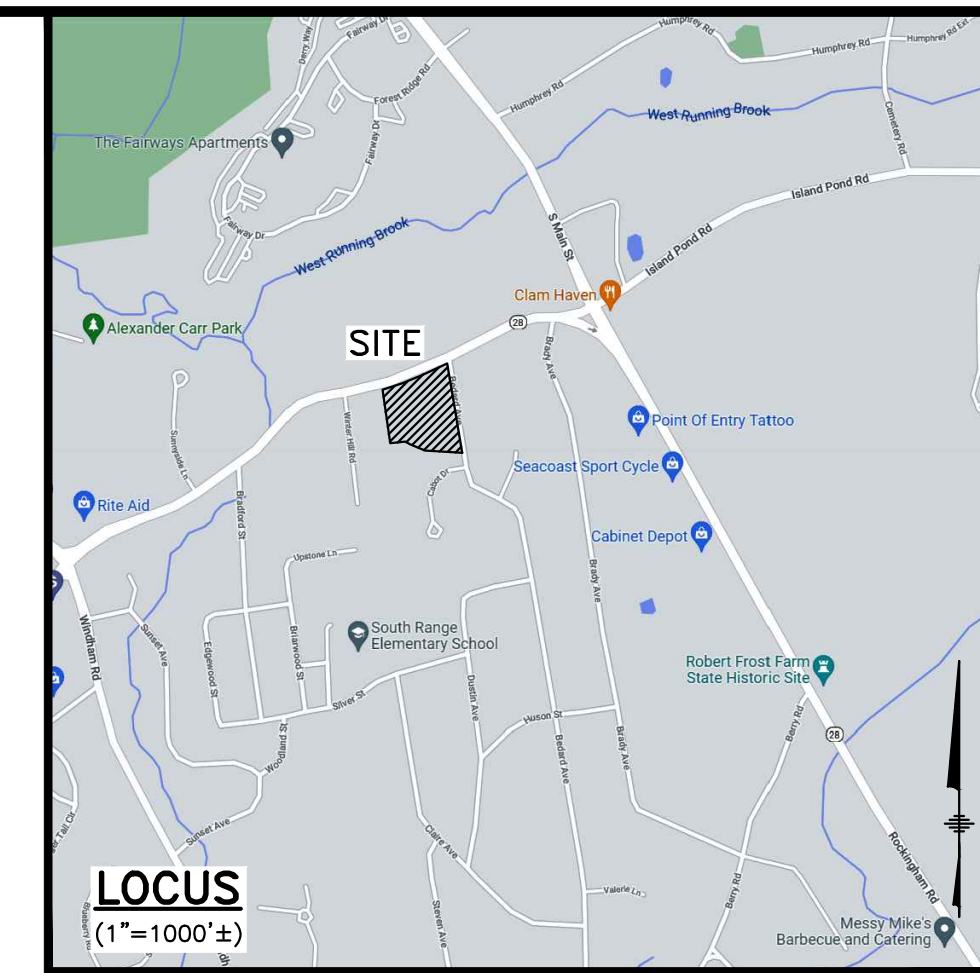 Humphrey Rd
Humphrey Rd
Humphrey Rd Ext
Derry Way
Fairway Dr
Forest Ridge Rd
Humphrey Rd
West Running Brook
Cemetery Rd
The Fairways Apartments
Fairway Dr
Island Pond Rd
Fairway Dr
West Running Brook
S Main St
Island Pond Rd
Clam Haven
28
Alexander Carr Park
SITE
Brady Ave
Bedard Ave
Winter Hill Rd
Point Of Entry Tattoo
Sunnyside Ln
Seacoast Sport Cycle
Cabot Dr
Rite Aid
Bradford St
Cabinet Depot
Upstone Ln
Brady Ave
Windham Rd
Sunset Ave
Edgewood St
Briarwood St
South Range
Elementary School
Robert Frost Farm
State Historic Site
Silver St
Dustin Ave
Huson St
Berry Rd
28
Woodland St
Bedard Ave
Brady Ave
Sunset Ave
Claire Ave
Rockingham Rd
LOCUS
(1"=1000'±)
Valerie Ln
Berry Rd
Steven Ave
Messy Mike's
Barbecue and Catering